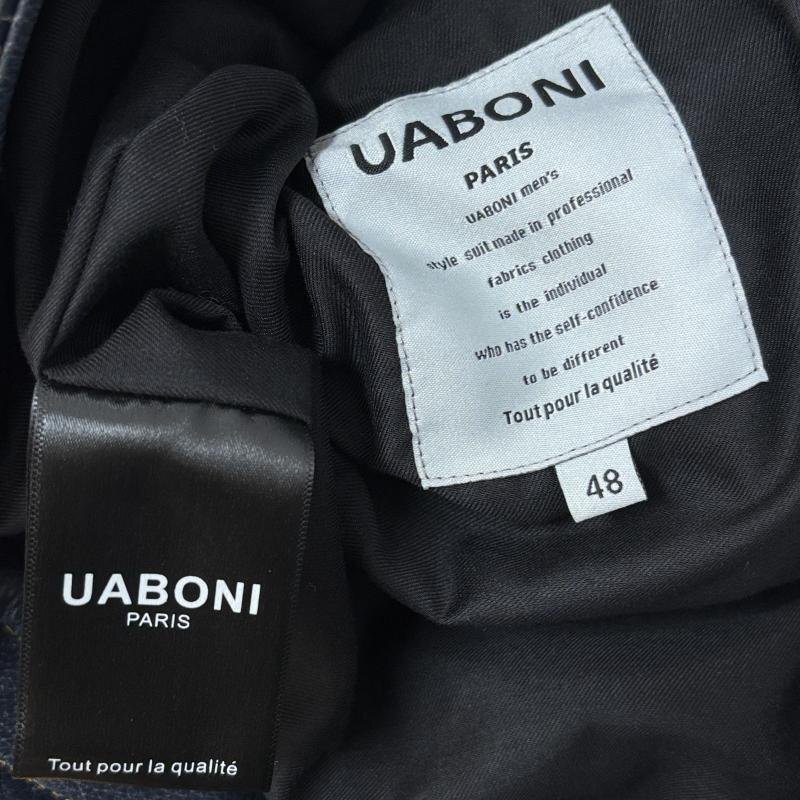 UABONI
PARIS
UABONI men's
style suit made in professional
fabrics clothing
is the individual
who has the self-confidence
to be different
Tout pour la qualité
48
UABONI
PARIS
Tout pour la qualité